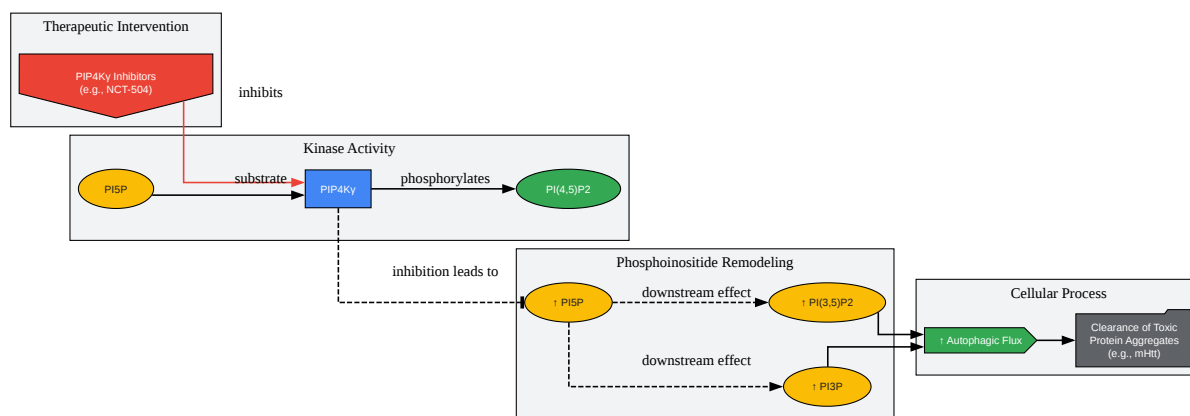 Therapeutic Intervention
PIP4Kγ Inhibitors
(e.g., NCT-504)
inhibits
Kinase Activity
PI5P
substrate
PIP4Kγ
phosphorylates
PI(4,5)P2
inhibition leads to
Phosphoinositide Remodeling
↑ PI5P
downstream effect
↑ PI(3,5)P2
downstream effect
↑ PI3P
Cellular Process
↑ Autophagic Flux
Clearance of Toxic
Protein Aggregates
(e.g., mHtt)